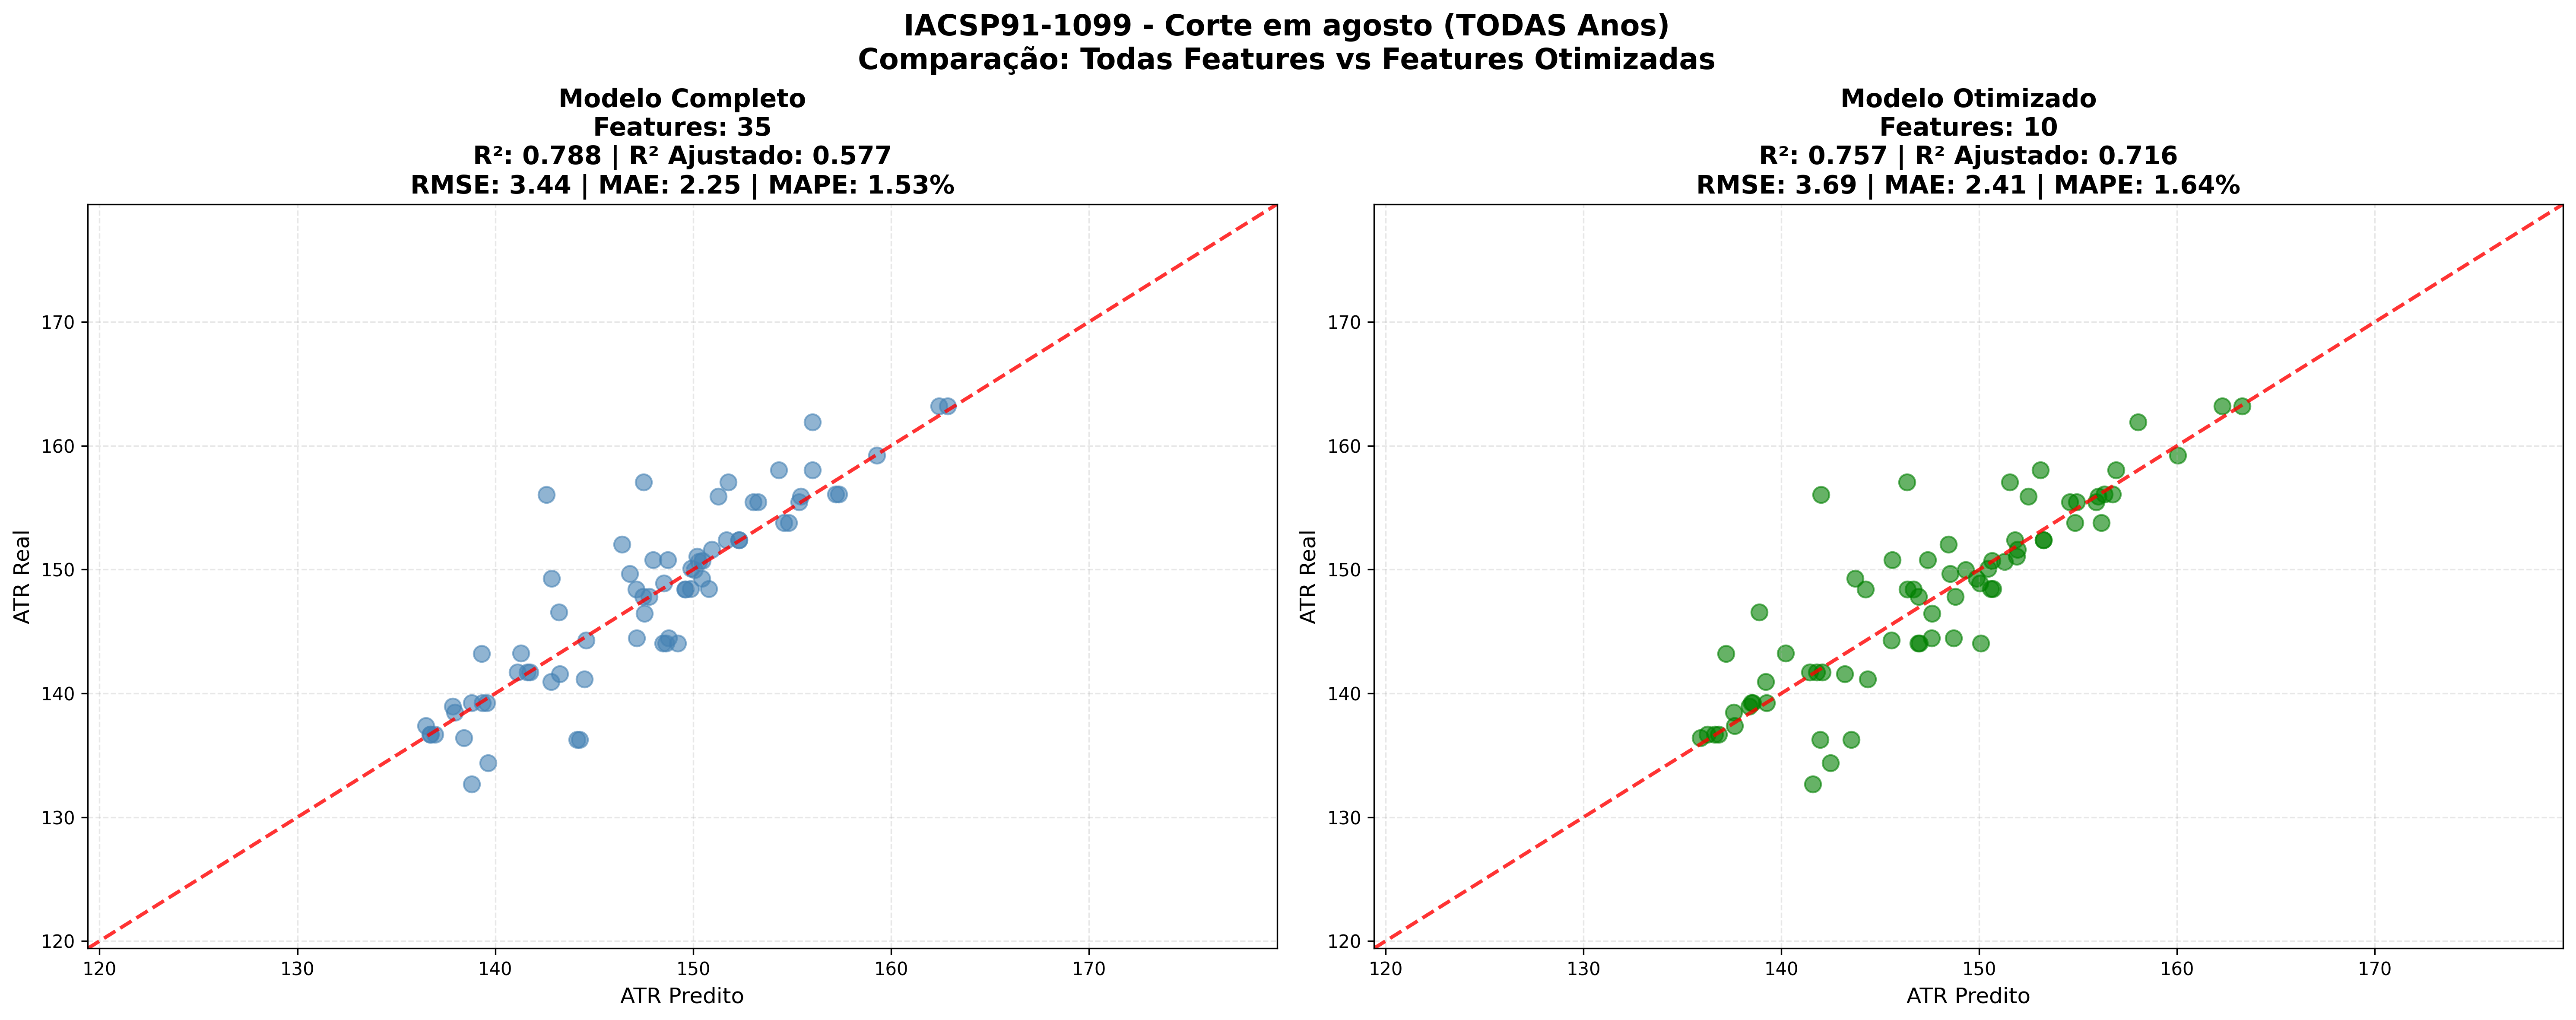 IACSP91-1099 - Corte em agosto (TODAS Anos)
Comparação: Todas Features vs Features Otimizadas
Modelo Completo
Features: 35
R²: 0.788 | R² Ajustado: 0.577
RMSE: 3.44 | MAE: 2.25 | MAPE: 1.53%
170
160
150
140
130
120
ATR Real
120 130 140 150 160 170
ATR Predito
Modelo Otimizado
Features: 10
R²: 0.757 | R² Ajustado: 0.716
RMSE: 3.69 | MAE: 2.41 | MAPE: 1.64%
170
160
150
140
130
120
ATR Real
120 130 140 150 160 170
ATR Predito